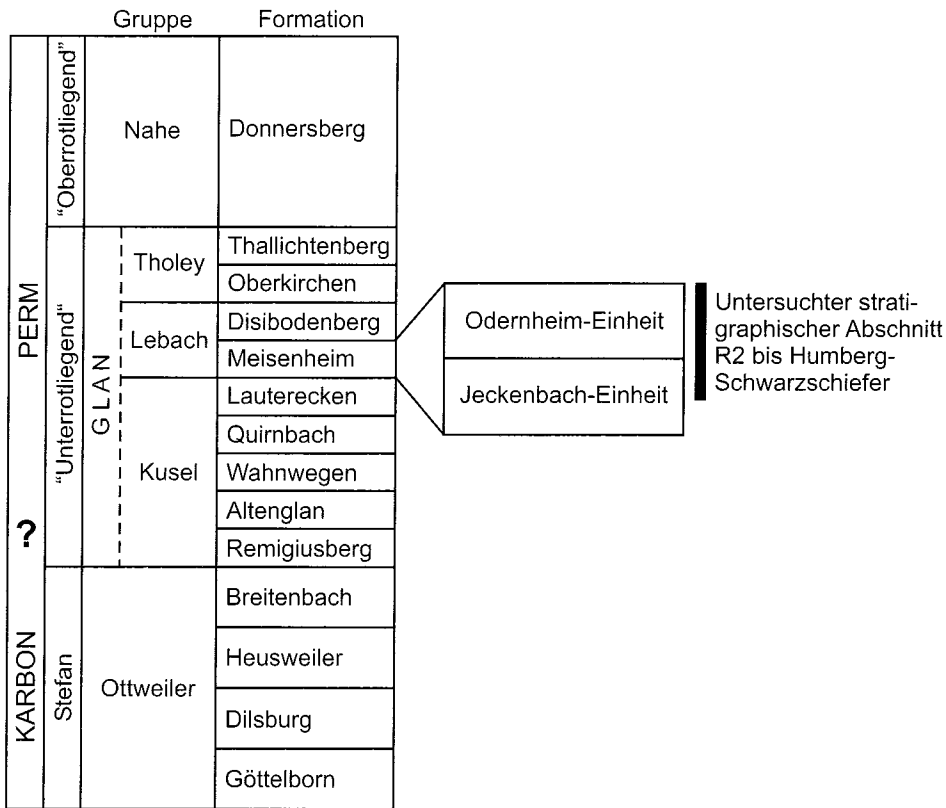 Gruppe Formation
PERM
?
KARBON
"Oberrotliegend"
"Unterrotliegend"
Stefan
GLAN
Nahe
Donnersberg
Tholey
Thallichtenberg
Oberkirchen
Lebach
Disibodenberg
Meisenheim
Kusel
Lauterecken
Quirnbach
Wahnwegen
Altenglan
Remigiusberg
Ottweiler
Breitenbach
Heusweiler
Dilsburg
Göttelborn
Odernheim-Einheit
Jeckenbach-Einheit
Untersuchter strati-
graphischer Abschnitt
R2 bis Humberg-
Schwarzschiefer